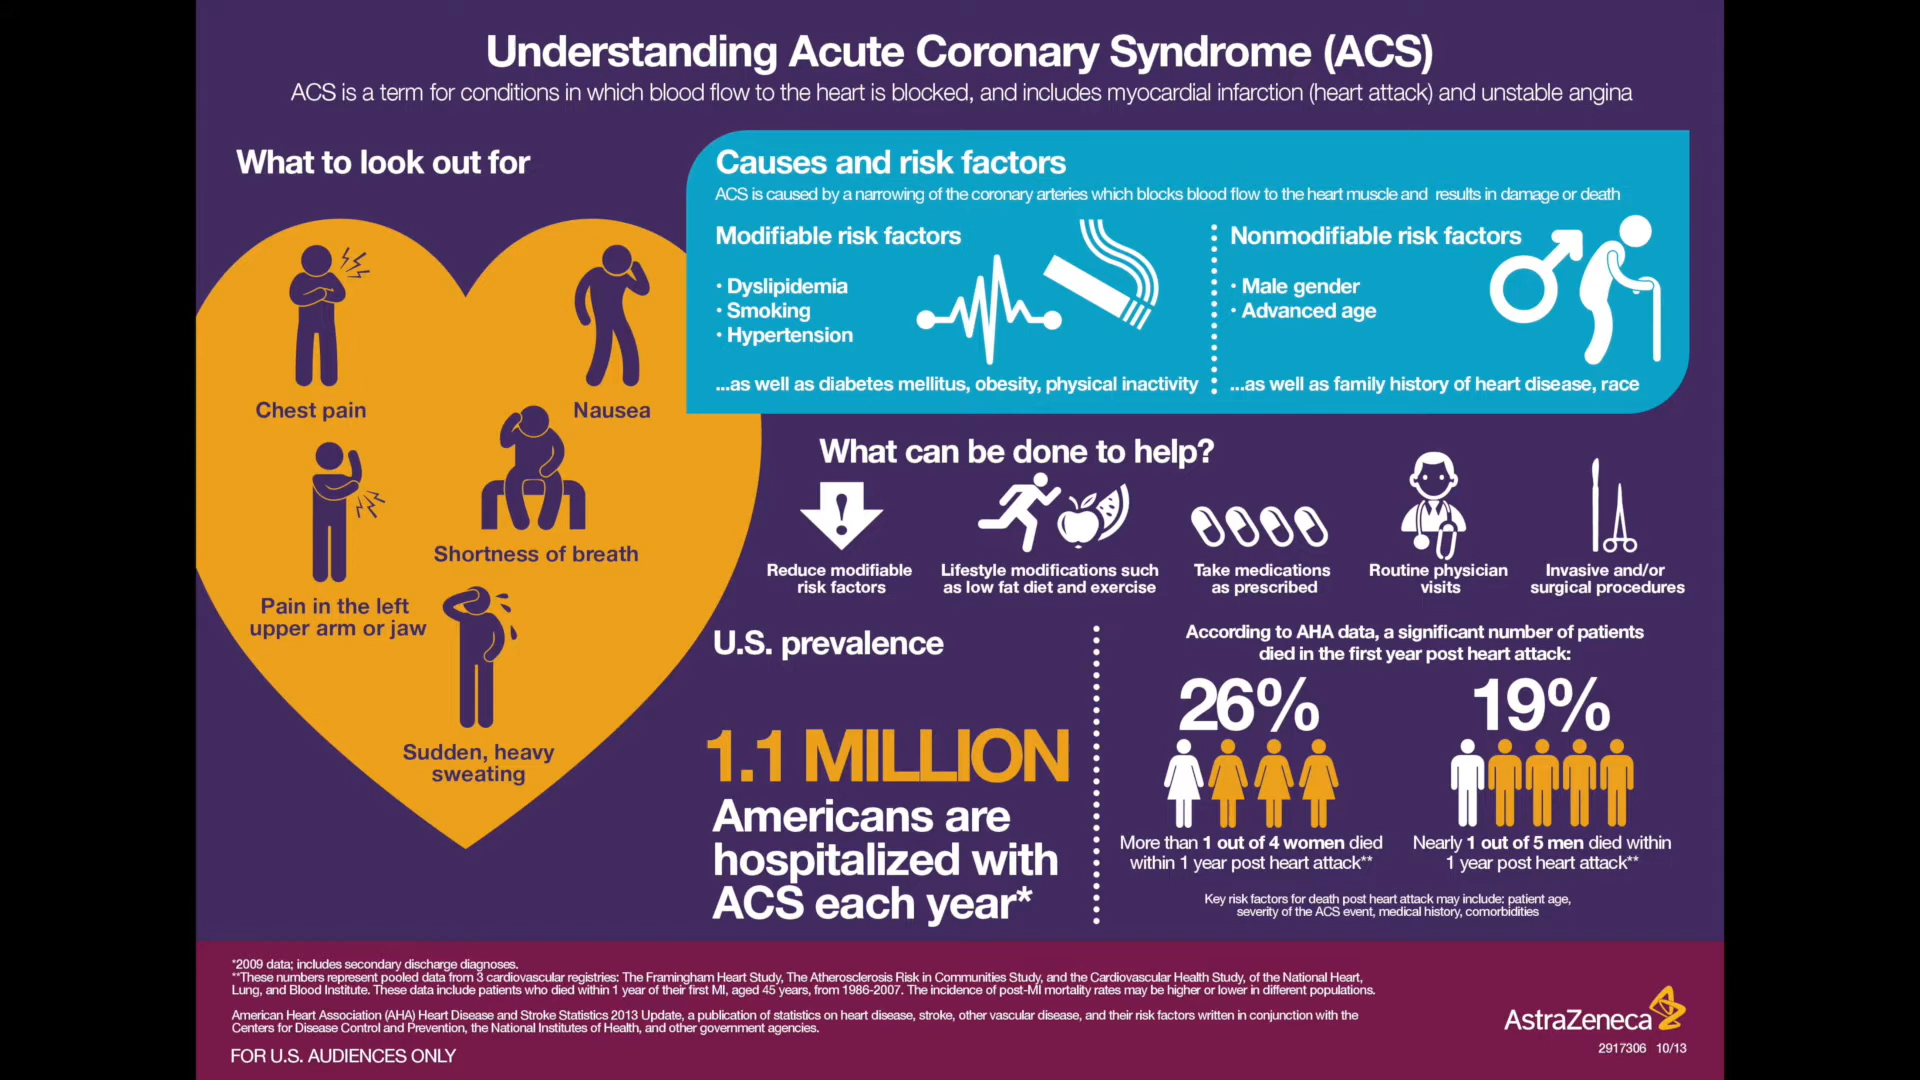 Understanding Acute Coronary Syndrome (ACS)
ACS is a term for conditions in which blood flow to the heart is blocked, and includes myocardial infarction (heart attack) and unstable angina
What to look out for
Chest pain
Nausea
Shortness of breath
Pain in the left
upper arm or jaw
Sudden, heavy
sweating
Causes and risk factors
ACS is caused by a narrowing of the coronary arteries which blocks blood flow to the heart muscle and results in damage or death
Modifiable risk factors
· Dyslipidemia
· Smoking
· Hypertension
...as well as diabetes mellitus, obesity, physical inactivity
Nonmodifiable risk factors
· Male gender
· Advanced age
...as well as family history of heart disease, race
What can be done to help?
Reduce modifiable
risk factors
Lifestyle modifications such
as low fat diet and exercise
Take medications
as prescribed
Routine physician
visits
Invasive and/or
surgical procedures
U.S. prevalence
1.1 MILLION
Americans are
hospitalized with
ACS each year*
According to AHA data, a significant number of patients
died in the first year post heart attack:
26%
More than 1 out of 4 women died
within 1 year post heart attack**
19%
Nearly 1 out of 5 men died within
1 year post heart attack**
Key risk factors for death post heart attack may include: patient age,
severity of the ACS event, medical history, comorbidities
*2009 data; includes secondary discharge diagnoses.
**These numbers represent pooled data from 3 cardiovascular registries: The Framingham Heart Study, The Atherosclerosis Risk in Communities Study, and the Cardiovascular Health Study, of the National Heart,
Lung, and Blood Institute. These data include patients who died within 1 year of their first MI, aged 45 years, from 1986-2007. The incidence of post-MI mortality rates may be higher or lower in different populations.
American Heart Association (AHA) Heart Disease and Stroke Statistics 2013 Update, a publication of statistics on heart disease, stroke, other vascular disease, and their risk factors written in conjunction with the
Centers for Disease Control and Prevention, the National Institutes of Health, and other government agencies.
FOR U.S. AUDIENCES ONLY
AstraZeneca
2917306 10/13